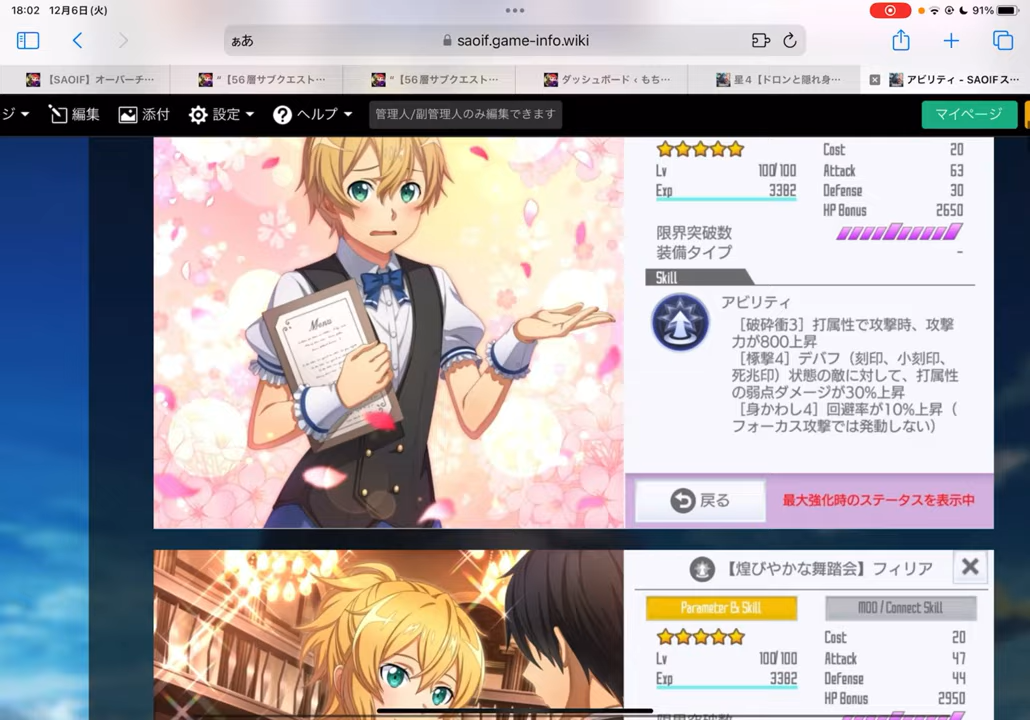 18:02 12月6日(火)
91%
ぁあ
saoif.game-info.wiki
【SAOIF】オーバーチ…
“【56層サブクエスト…
“【56層サブクエスト…
ダッシュボード ‹ もち…
星４【ドロンと隠れ身…
アビリティ - SAOIFス…
ジ
編集
添付
設定
ヘルプ
管理人/副管理人のみ編集できます
マイページ
Menu
Cost 20
Lv 100/100
Attack 63
Exp 3382
Defense 30
HP Bonus 2650
限界突破数
装備タイプ -
Skill
アビリティ
［破砕衝3］打属性で攻撃時、攻撃
力が800上昇
［極撃4］デバフ（刻印、小刻印、
死兆印）状態の敵に対して、打属性
の弱点ダメージが30%上昇
［身かわし4］回避率が10%上昇（
フォーカス攻撃では発動しない）
戻る
最大強化時のステータスを表示中
【煌びやかな舞踏会】フィリア
Parameter & Skill
MOD / Connect Skill
Cost 20
Lv 100/100
Attack 47
Exp 3382
Defense 44
HP Bonus 2950
限界突破数